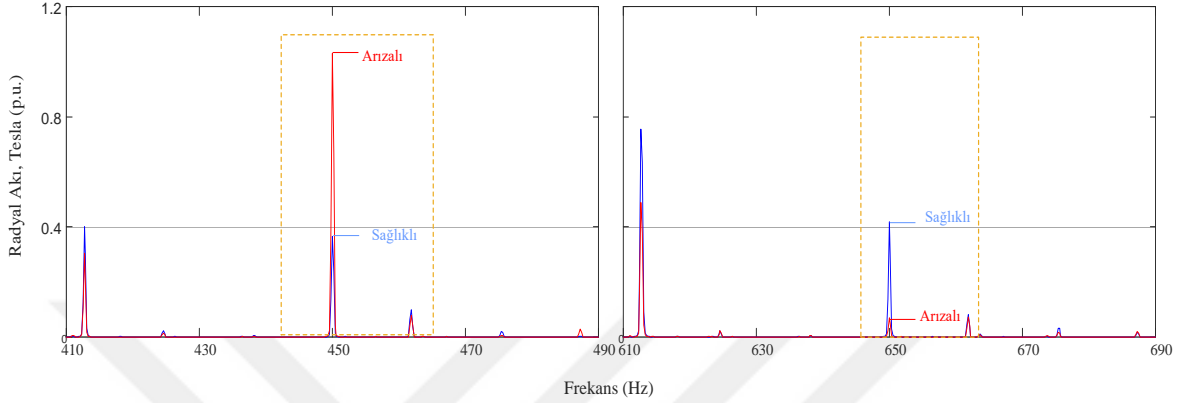 1.2
0.8
0.4
0
Radyal Akı, Tesla (p.u.)
Arızalı
Sağlıklı
410 430 450 470 490
0
Sağlıklı
Arızalı
610 630 650 670 690
Frekans (Hz)